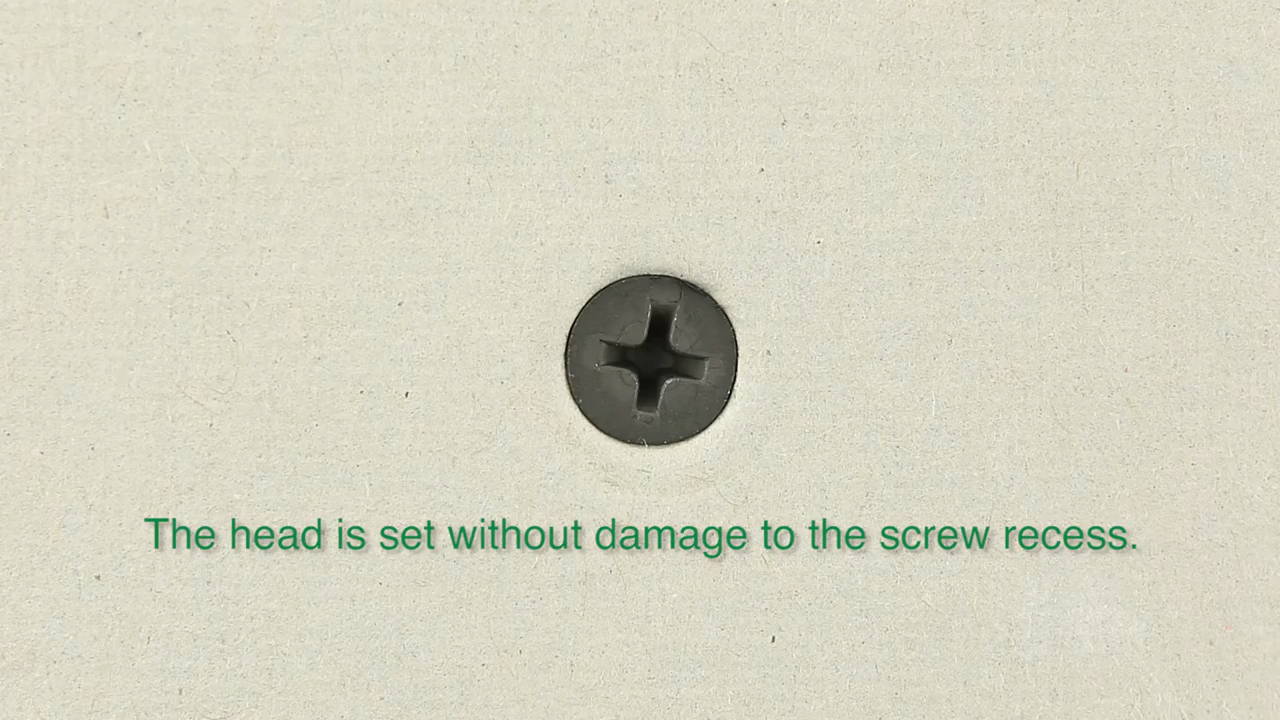 The head is set without damage to the screw recess.